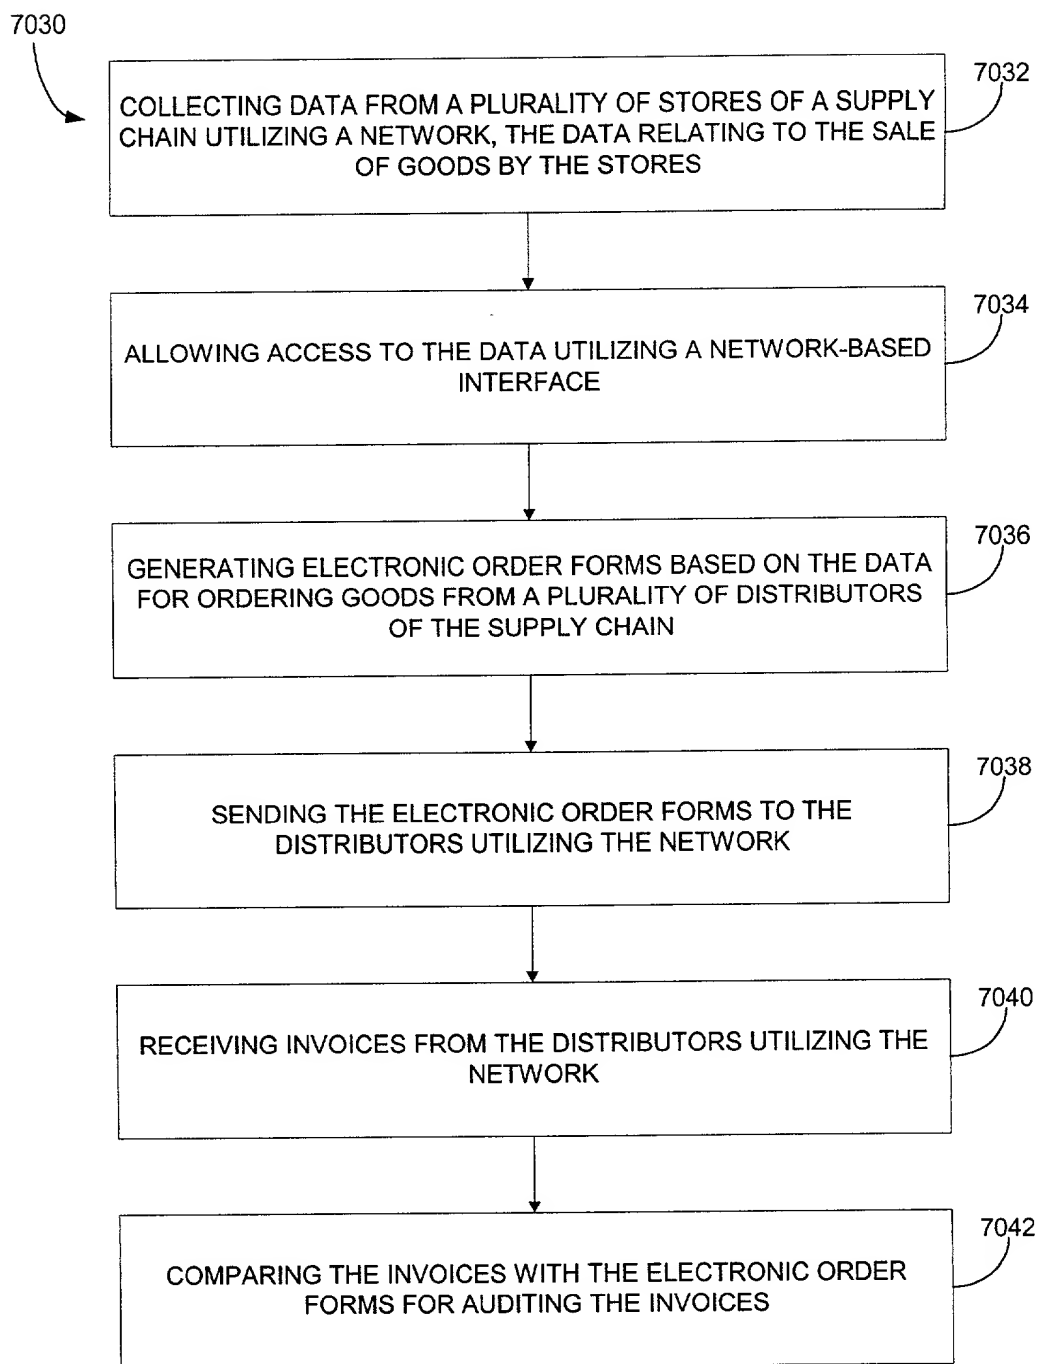 7030
7032
COLLECTING DATA FROM A PLURALITY OF STORES OF A SUPPLY
CHAIN UTILIZING A NETWORK, THE DATA RELATING TO THE SALE
OF GOODS BY THE STORES
7034
ALLOWING ACCESS TO THE DATA UTILIZING A NETWORK-BASED
INTERFACE
7036
GENERATING ELECTRONIC ORDER FORMS BASED ON THE DATA
FOR ORDERING GOODS FROM A PLURALITY OF DISTRIBUTORS
OF THE SUPPLY CHAIN
7038
SENDING THE ELECTRONIC ORDER FORMS TO THE
DISTRIBUTORS UTILIZING THE NETWORK
7040
RECEIVING INVOICES FROM THE DISTRIBUTORS UTILIZING THE
NETWORK
7042
COMPARING THE INVOICES WITH THE ELECTRONIC ORDER
FORMS FOR AUDITING THE INVOICES